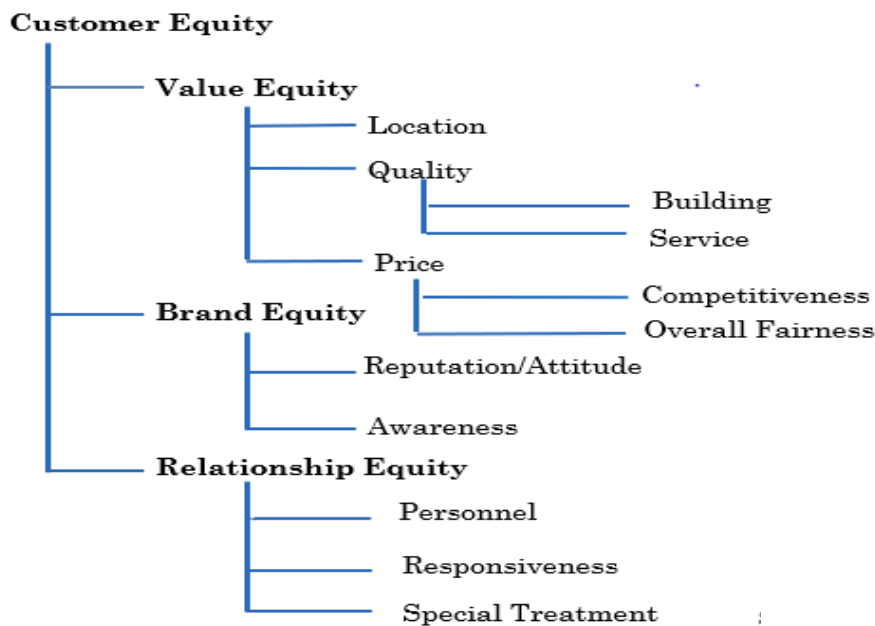 Customer Equity
Value Equity
Location
Quality
Building
Service
Price
Competitiveness
Overall Fairness
Brand Equity
Reputation/Attitude
Awareness
Relationship Equity
Personnel
Responsiveness
Special Treatment